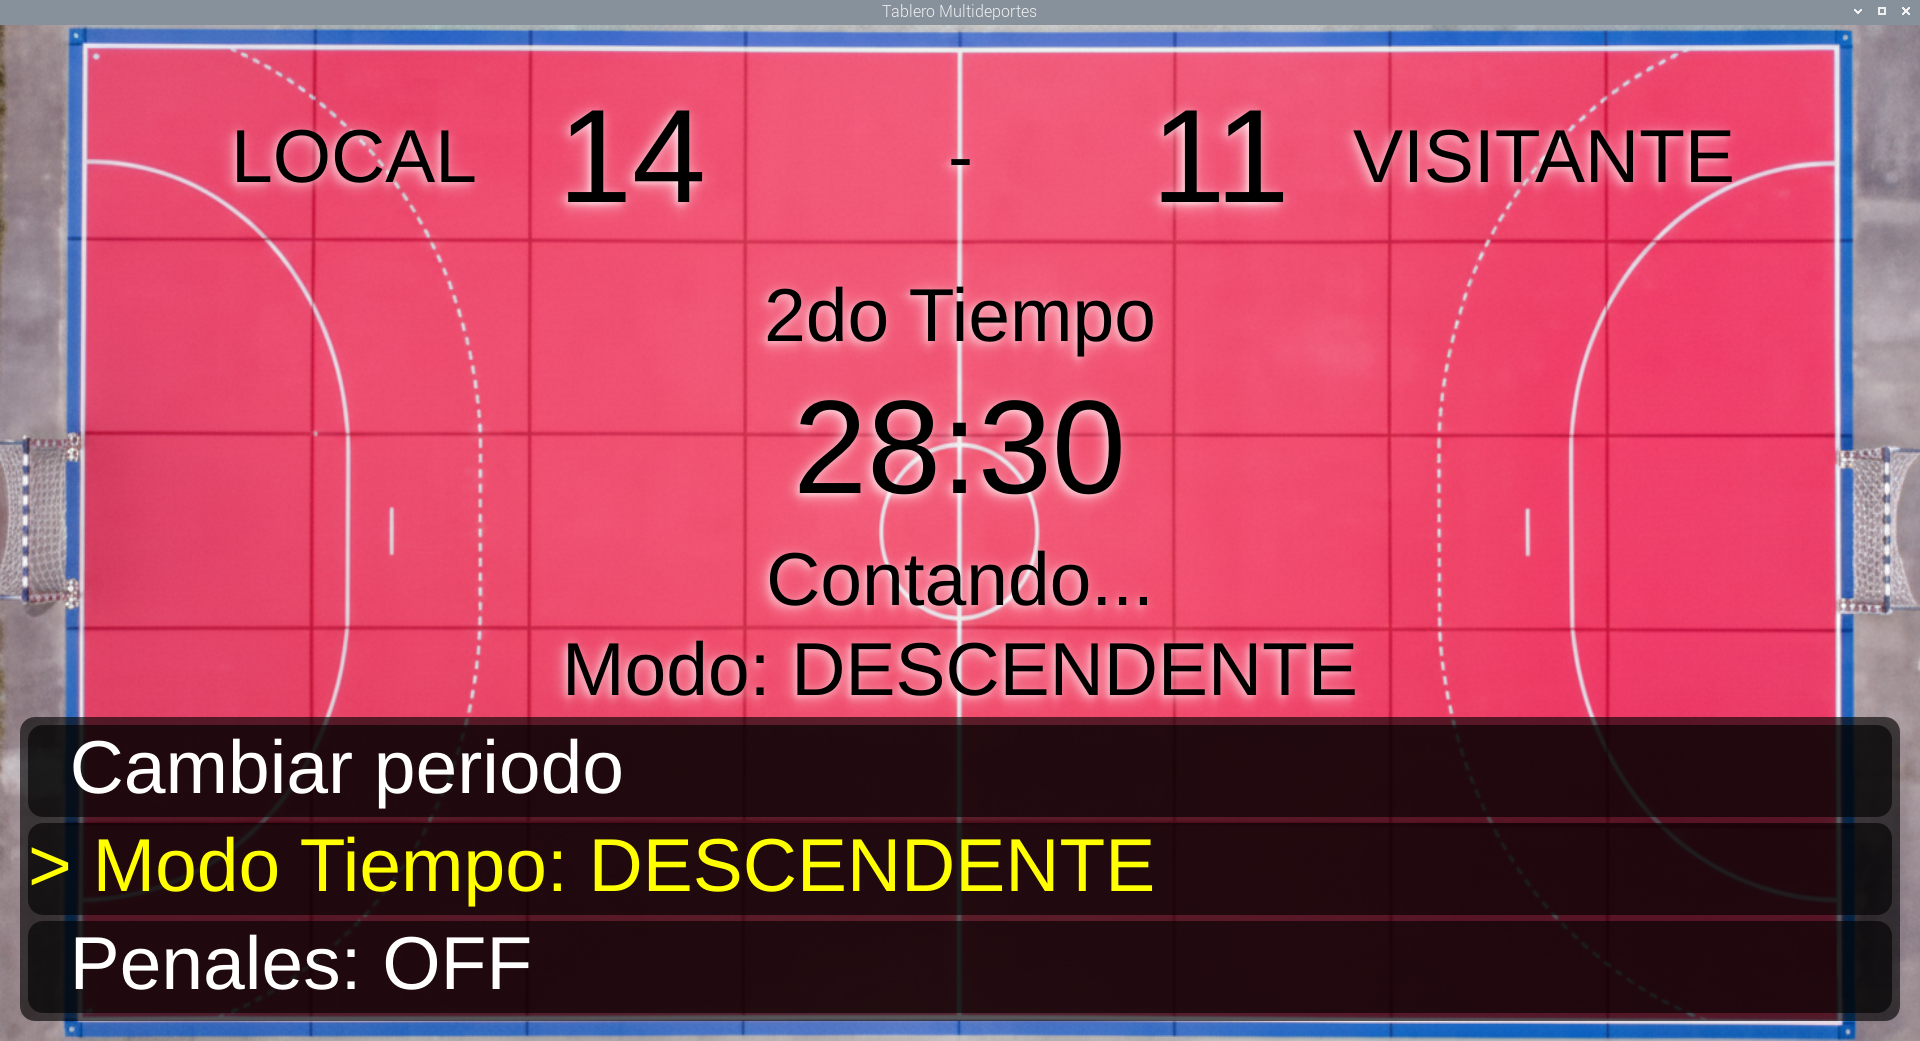 Tablero Multideportes
LOCAL 14 - 11 VISITANTE
2do Tiempo
28:30
Contando...
Modo: DESCENDENTE
Cambiar periodo
> Modo Tiempo: DESCENDENTE
Penales: OFF